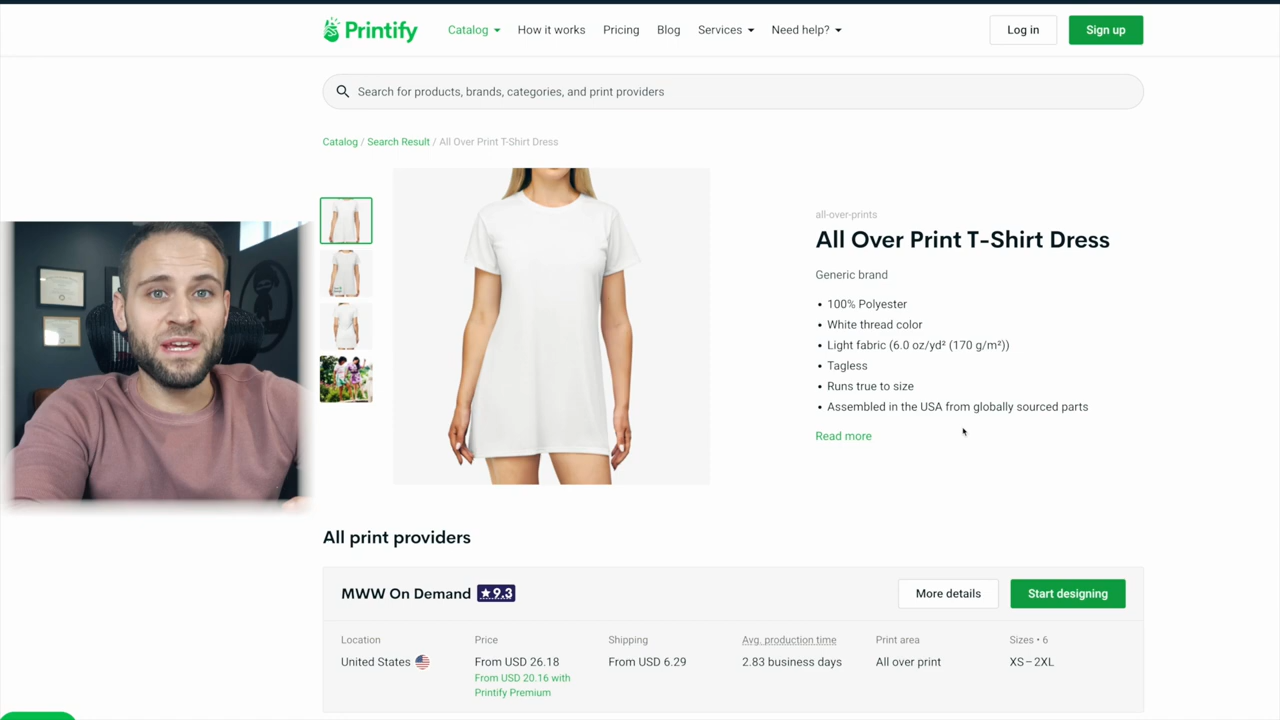 Printify
Catalog
How it works
Pricing
Blog
Services
Need help?
Log in
Sign up
Search for products, brands, categories, and print providers
Catalog / Search Result / All Over Print T-Shirt Dress
all-over-prints
All Over Print T-Shirt Dress
Generic brand
• 100% Polyester
• White thread color
• Light fabric (6.0 oz/yd² (170 g/m²))
• Tagless
• Runs true to size
• Assembled in the USA from globally sourced parts
Read more
All print providers
MWW On Demand
★ 9.3
More details
Start designing
Location
United States
Price
From USD 26.18
From USD 20.16 with
Printify Premium
Shipping
From USD 6.29
Avg. production time
2.83 business days
Print area
All over print
Sizes • 6
XS – 2XL